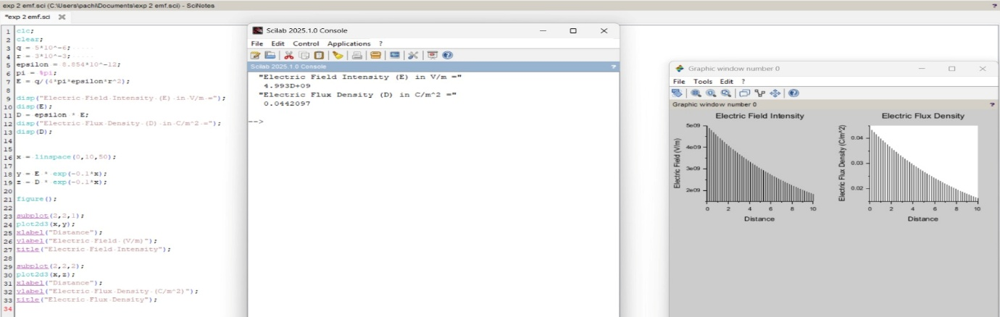 exp 2 emf.sci (C:\Users\pachi\Documents\exp 2 emf.sci) - SciNotes
?
*exp 2 emf.sci
1 clc;
2 clear;
3 q = 5*10^-6;
4 r = 3*10^-3;
5 epsilon = 8.854*10^-12;
6 pi = %pi;
7 E = q/(4*pi*epsilon*r^2);
8
9 disp("Electric Field Intensity (E) in V/m =");
10 disp(E);
11 D = epsilon * E;
12 disp("Electric Flux Density (D) in C/m^2 =");
13 disp(D);
14
15
16 x = linspace(0,10,50);
17
18 y = E * exp(-0.1*x);
19 z = D * exp(-0.1*x);
20
21 figure();
22
23 subplot(2,2,1);
24 plot2d3(x,y);
25 xlabel("Distance");
26 ylabel("Electric Field (V/m)");
27 title("Electric Field Intensity");
28
29 subplot(2,2,2);
30 plot2d3(x,z);
31 xlabel("Distance");
32 ylabel("Electric Flux Density (C/m^2)");
33 title("Electric Flux Density");
34
Scilab 2025.1.0 Console
File Edit Control Applications ?
Scilab 2025.1.0 Console ?
"Electric Field Intensity (E) in V/m ="
4.993D+09
"Electric Flux Density (D) in C/m^2 ="
0.0442097
-->
Graphic window number 0
File Tools Edit ?
Graphic window number 0 ?
Electric Field Intensity
Electric Field (V/m)
5e09
4e09
3e09
2e09
0 2 4 6 8 10
Distance
Electric Flux Density
Electric Flux Density (C/m^2)
0.04
0.03
0.02
0 2 4 6 8 10
Distance